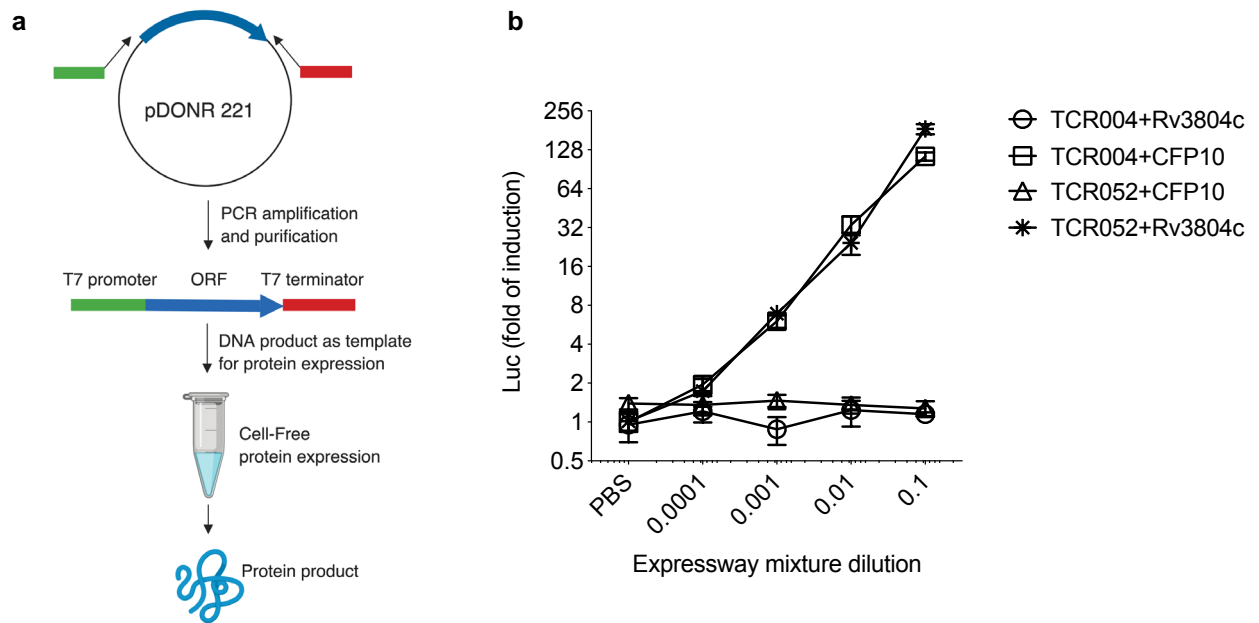 a
pDONR 221
PCR amplification
and purification
T7 promoter ORF T7 terminator
DNA product as template
for protein expression
Cell-Free
protein expression
Protein product
b
Luc (fold of induction)
256
128
64
32
16
8
4
2
1
0.5
PBS
0.0001
0.001
0.01
0.1
Expressway mixture dilution
TCR004+Rv3804c
TCR004+CFP10
TCR052+CFP10
TCR052+Rv3804c